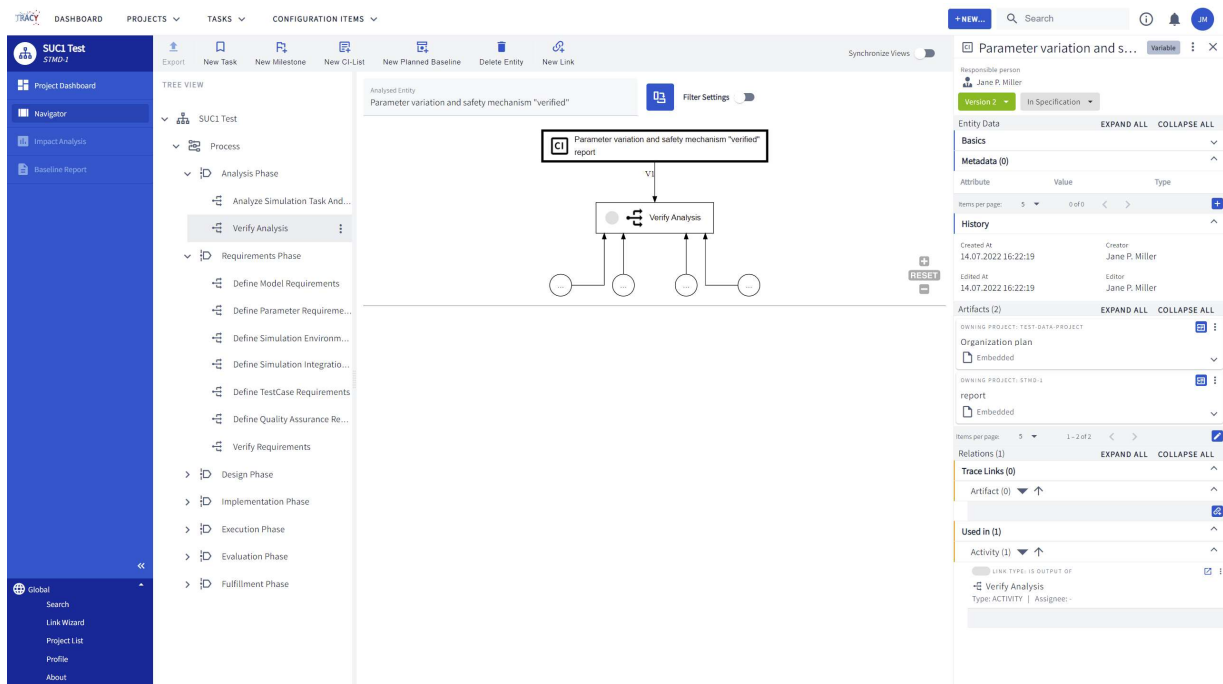 TRACY
DASHBOARD
PROJECTS
TASKS
CONFIGURATION ITEMS
+NEW...
Search
JM
SUC1 Test
STMD-1
Project Dashboard
Navigator
Impact Analysis
Baseline Report
Global
Search
Link Wizard
Project List
Profile
About
Export
New Task
New Milestone
New CI-List
New Planned Baseline
Delete Entity
New Link
Synchronize Views
TREE VIEW
SUC1 Test
Process
Analysis Phase
Analyze Simulation Task And...
Verify Analysis
Requirements Phase
Define Model Requirements
Define Parameter Requireme...
Define Simulation Environm...
Define Simulation Integratio...
Define TestCase Requirements
Define Quality Assurance Re...
Verify Requirements
Design Phase
Implementation Phase
Execution Phase
Evaluation Phase
Fulfillment Phase
Analysed Entity
Parameter variation and safety mechanism "verified"
Filter Settings
CI
Parameter variation and safety mechanism "verified"
report
V1
Verify Analysis
...
...
...
...
RESET
CI Parameter variation and s...
Variable
Responsible person
Jane P. Miller
Version 2
In Specification
Entity Data EXPAND ALL COLLAPSE ALL
Basics
Metadata (0)
Attribute Value Type
Items per page: 5 0 of 0
History
Created At Creator
14.07.2022 16:22:19 Jane P. Miller
Edited At Editor
14.07.2022 16:22:19 Jane P. Miller
Artifacts (2) EXPAND ALL COLLAPSE ALL
OWNING PROJECT: TEST-DATA-PROJECT
Organization plan
Embedded
OWNING PROJECT: STMD-1
report
Embedded
Items per page: 5 1 – 2 of 2
Relations (1) EXPAND ALL COLLAPSE ALL
Trace Links (0)
Artifact (0)
Used in (1)
Activity (1)
LINK TYPE: IS OUTPUT OF
Verify Analysis
Type: ACTIVITY | Assignee: -